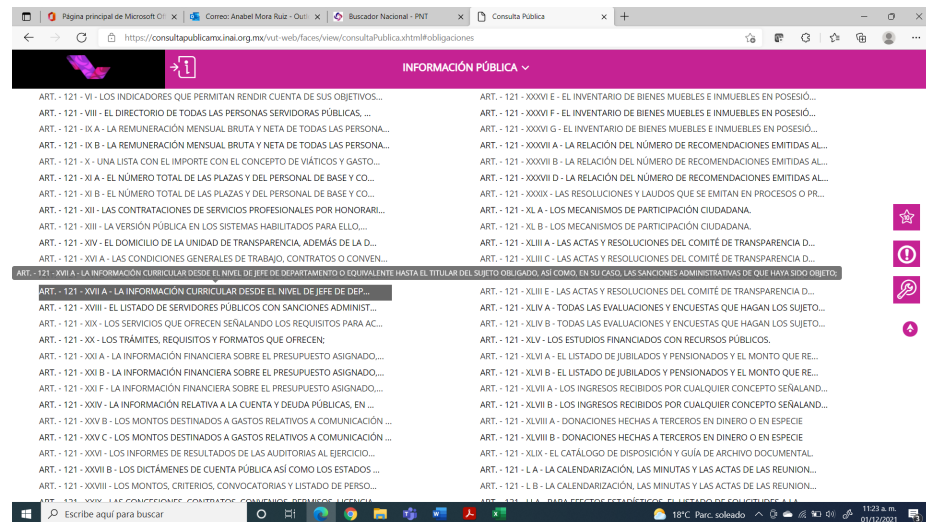 Página principal de Microsoft Of
Correo: Anabel Mora Ruiz - Outl
Buscador Nacional - PNT
Consulta Pública
https://consultapublicamx.inai.org.mx/vut-web/faces/view/consultaPublica.xhtml#obligaciones
INFORMACIÓN PÚBLICA
ART. - 121 - VI - LOS INDICADORES QUE PERMITAN RENDIR CUENTA DE SUS OBJETIVOS...
ART. - 121 - VIII - EL DIRECTORIO DE TODAS LAS PERSONAS SERVIDORAS PÚBLICAS, ...
ART. - 121 - IX A - LA REMUNERACIÓN MENSUAL BRUTA Y NETA DE TODAS LAS PERSONA...
ART. - 121 - IX B - LA REMUNERACIÓN MENSUAL BRUTA Y NETA DE TODAS LAS PERSONA...
ART. - 121 - X - UNA LISTA CON EL IMPORTE CON EL CONCEPTO DE VIÁTICOS Y GASTO...
ART. - 121 - XI A - EL NÚMERO TOTAL DE LAS PLAZAS Y DEL PERSONAL DE BASE Y CO...
ART. - 121 - XI B - EL NÚMERO TOTAL DE LAS PLAZAS Y DEL PERSONAL DE BASE Y CO...
ART. - 121 - XII - LAS CONTRATACIONES DE SERVICIOS PROFESIONALES POR HONORARI...
ART. - 121 - XIII - LA VERSIÓN PÚBLICA EN LOS SISTEMAS HABILITADOS PARA ELLO,...
ART. - 121 - XIV - EL DOMICILIO DE LA UNIDAD DE TRANSPARENCIA, ADEMÁS DE LA D...
ART. - 121 - XVI A - LAS CONDICIONES GENERALES DE TRABAJO, CONTRATOS O CONVEN...
ART. - 121 - XVII A - LA INFORMACIÓN CURRICULAR DESDE EL NIVEL DE JEFE DE DEPARTAMENTO O EQUIVALENTE HASTA EL TITULAR DEL SUJETO OBLIGADO, ASÍ COMO, EN SU CASO, LAS SANCIONES ADMINISTRATIVAS DE QUE HAYA SIDO OBJETO;
ART. - 121 - XVII A - LA INFORMACIÓN CURRICULAR DESDE EL NIVEL DE JEFE DE DEP...
ART. - 121 - XVIII - EL LISTADO DE SERVIDORES PÚBLICOS CON SANCIONES ADMINIST...
ART. - 121 - XIX - LOS SERVICIOS QUE OFRECEN SEÑALANDO LOS REQUISITOS PARA AC...
ART. - 121 - XX - LOS TRÁMITES, REQUISITOS Y FORMATOS QUE OFRECEN;
ART. - 121 - XXI A - LA INFORMACIÓN FINANCIERA SOBRE EL PRESUPUESTO ASIGNADO,...
ART. - 121 - XXI B - LA INFORMACIÓN FINANCIERA SOBRE EL PRESUPUESTO ASIGNADO,...
ART. - 121 - XXI F - LA INFORMACIÓN FINANCIERA SOBRE EL PRESUPUESTO ASIGNADO,...
ART. - 121 - XXIV - LA INFORMACIÓN RELATIVA A LA CUENTA Y DEUDA PÚBLICAS, EN ...
ART. - 121 - XXV B - LOS MONTOS DESTINADOS A GASTOS RELATIVOS A COMUNICACIÓN ...
ART. - 121 - XXV C - LOS MONTOS DESTINADOS A GASTOS RELATIVOS A COMUNICACIÓN ...
ART. - 121 - XXVI - LOS INFORMES DE RESULTADOS DE LAS AUDITORIAS AL EJERCICIO...
ART. - 121 - XXVII B - LOS DICTÁMENES DE CUENTA PÚBLICA ASÍ COMO LOS ESTADOS ...
ART. - 121 - XXVIII - LOS MONTOS, CRITERIOS, CONVOCATORIAS Y LISTADO DE PERSO...
ART. - 121 - XXIX - LAS CONCESIONES, CONTRATOS, CONVENIOS, PERMISOS, LICENCIA
ART. - 121 - XXXVI E - EL INVENTARIO DE BIENES MUEBLES E INMUEBLES EN POSESIÓ...
ART. - 121 - XXXVI F - EL INVENTARIO DE BIENES MUEBLES E INMUEBLES EN POSESIÓ...
ART. - 121 - XXXVI G - EL INVENTARIO DE BIENES MUEBLES E INMUEBLES EN POSESIÓ...
ART. - 121 - XXXVII A - LA RELACIÓN DEL NÚMERO DE RECOMENDACIONES EMITIDAS AL...
ART. - 121 - XXXVII B - LA RELACIÓN DEL NÚMERO DE RECOMENDACIONES EMITIDAS AL...
ART. - 121 - XXXVII D - LA RELACIÓN DEL NÚMERO DE RECOMENDACIONES EMITIDAS AL...
ART. - 121 - XXXIX - LAS RESOLUCIONES Y LAUDOS QUE SE EMITAN EN PROCESOS O PR...
ART. - 121 - XL A - LOS MECANISMOS DE PARTICIPACIÓN CIUDADANA.
ART. - 121 - XL B - LOS MECANISMOS DE PARTICIPACIÓN CIUDADANA.
ART. - 121 - XLIII A - LAS ACTAS Y RESOLUCIONES DEL COMITÉ DE TRANSPARENCIA D...
ART. - 121 - XLIII C - LAS ACTAS Y RESOLUCIONES DEL COMITÉ DE TRANSPARENCIA D...
ART. - 121 - XLIII E - LAS ACTAS Y RESOLUCIONES DEL COMITÉ DE TRANSPARENCIA D...
ART. - 121 - XLIV A - TODAS LAS EVALUACIONES Y ENCUESTAS QUE HAGAN LOS SUJETO...
ART. - 121 - XLIV B - TODAS LAS EVALUACIONES Y ENCUESTAS QUE HAGAN LOS SUJETO...
ART. - 121 - XLV - LOS ESTUDIOS FINANCIADOS CON RECURSOS PÚBLICOS.
ART. - 121 - XLVI A - EL LISTADO DE JUBILADOS Y PENSIONADOS Y EL MONTO QUE RE...
ART. - 121 - XLVI B - EL LISTADO DE JUBILADOS Y PENSIONADOS Y EL MONTO QUE RE...
ART. - 121 - XLVII A - LOS INGRESOS RECIBIDOS POR CUALQUIER CONCEPTO SEÑALAND...
ART. - 121 - XLVII B - LOS INGRESOS RECIBIDOS POR CUALQUIER CONCEPTO SEÑALAND...
ART. - 121 - XLVIII A - DONACIONES HECHAS A TERCEROS EN DINERO O EN ESPECIE
ART. - 121 - XLVIII B - DONACIONES HECHAS A TERCEROS EN DINERO O EN ESPECIE
ART. - 121 - XLIX - EL CATÁLOGO DE DISPOSICIÓN Y GUÍA DE ARCHIVO DOCUMENTAL.
ART. - 121 - L A - LA CALENDARIZACIÓN, LAS MINUTAS Y LAS ACTAS DE LAS REUNION...
ART. - 121 - L B - LA CALENDARIZACIÓN, LAS MINUTAS Y LAS ACTAS DE LAS REUNION...
ART. - 121 - LI A - PARA EFECTOS ESTADÍSTICOS, EL LISTADO DE SOLICITUDES A LA
Escribe aquí para buscar
18°C Parc. soleado
11:23 a. m.
01/12/2021